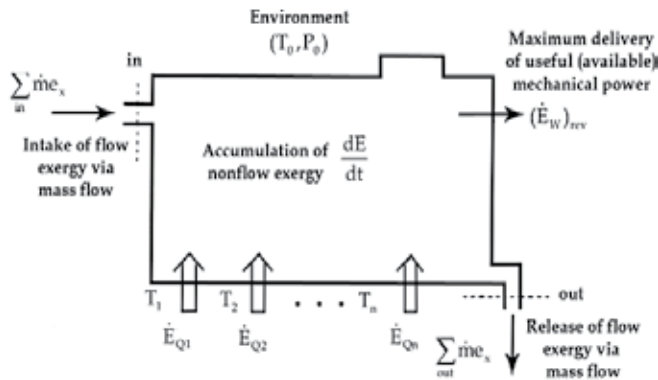 Environment
(T₀, P₀)
Maximum delivery
of useful (available)
mechanical power
(Ė_W)_rev
in
∑ ṁe_x
in
Intake of flow
exergy via
mass flow
Accumulation of dE/dt
nonflow exergy
T₁ T₂ • • • Tₙ
Ė_Q1 Ė_Q2 Ė_Qn
out
∑ ṁe_x
out
Release of flow
exergy via
mass flow